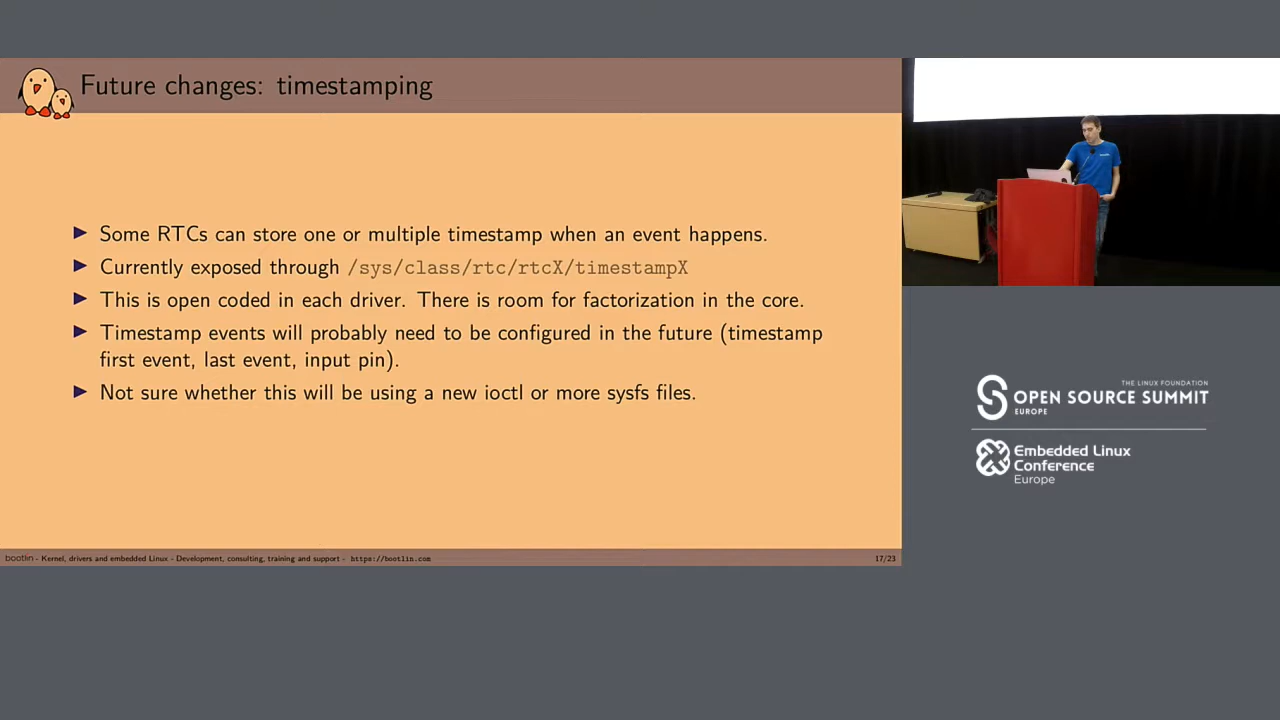 Future changes: timestamping
Some RTCs can store one or multiple timestamp when an event happens.
Currently exposed through /sys/class/rtc/rtcX/timestampX
This is open coded in each driver. There is room for factorization in the core.
Timestamp events will probably need to be configured in the future (timestamp
first event, last event, input pin).
Not sure whether this will be using a new ioctl or more sysfs files.
bootlin - Kernel, drivers and embedded Linux - Development, consulting, training and support - https://bootlin.com
17/23
THE LINUX FOUNDATION
OPEN SOURCE SUMMIT
EUROPE
Embedded Linux
Conference
Europe